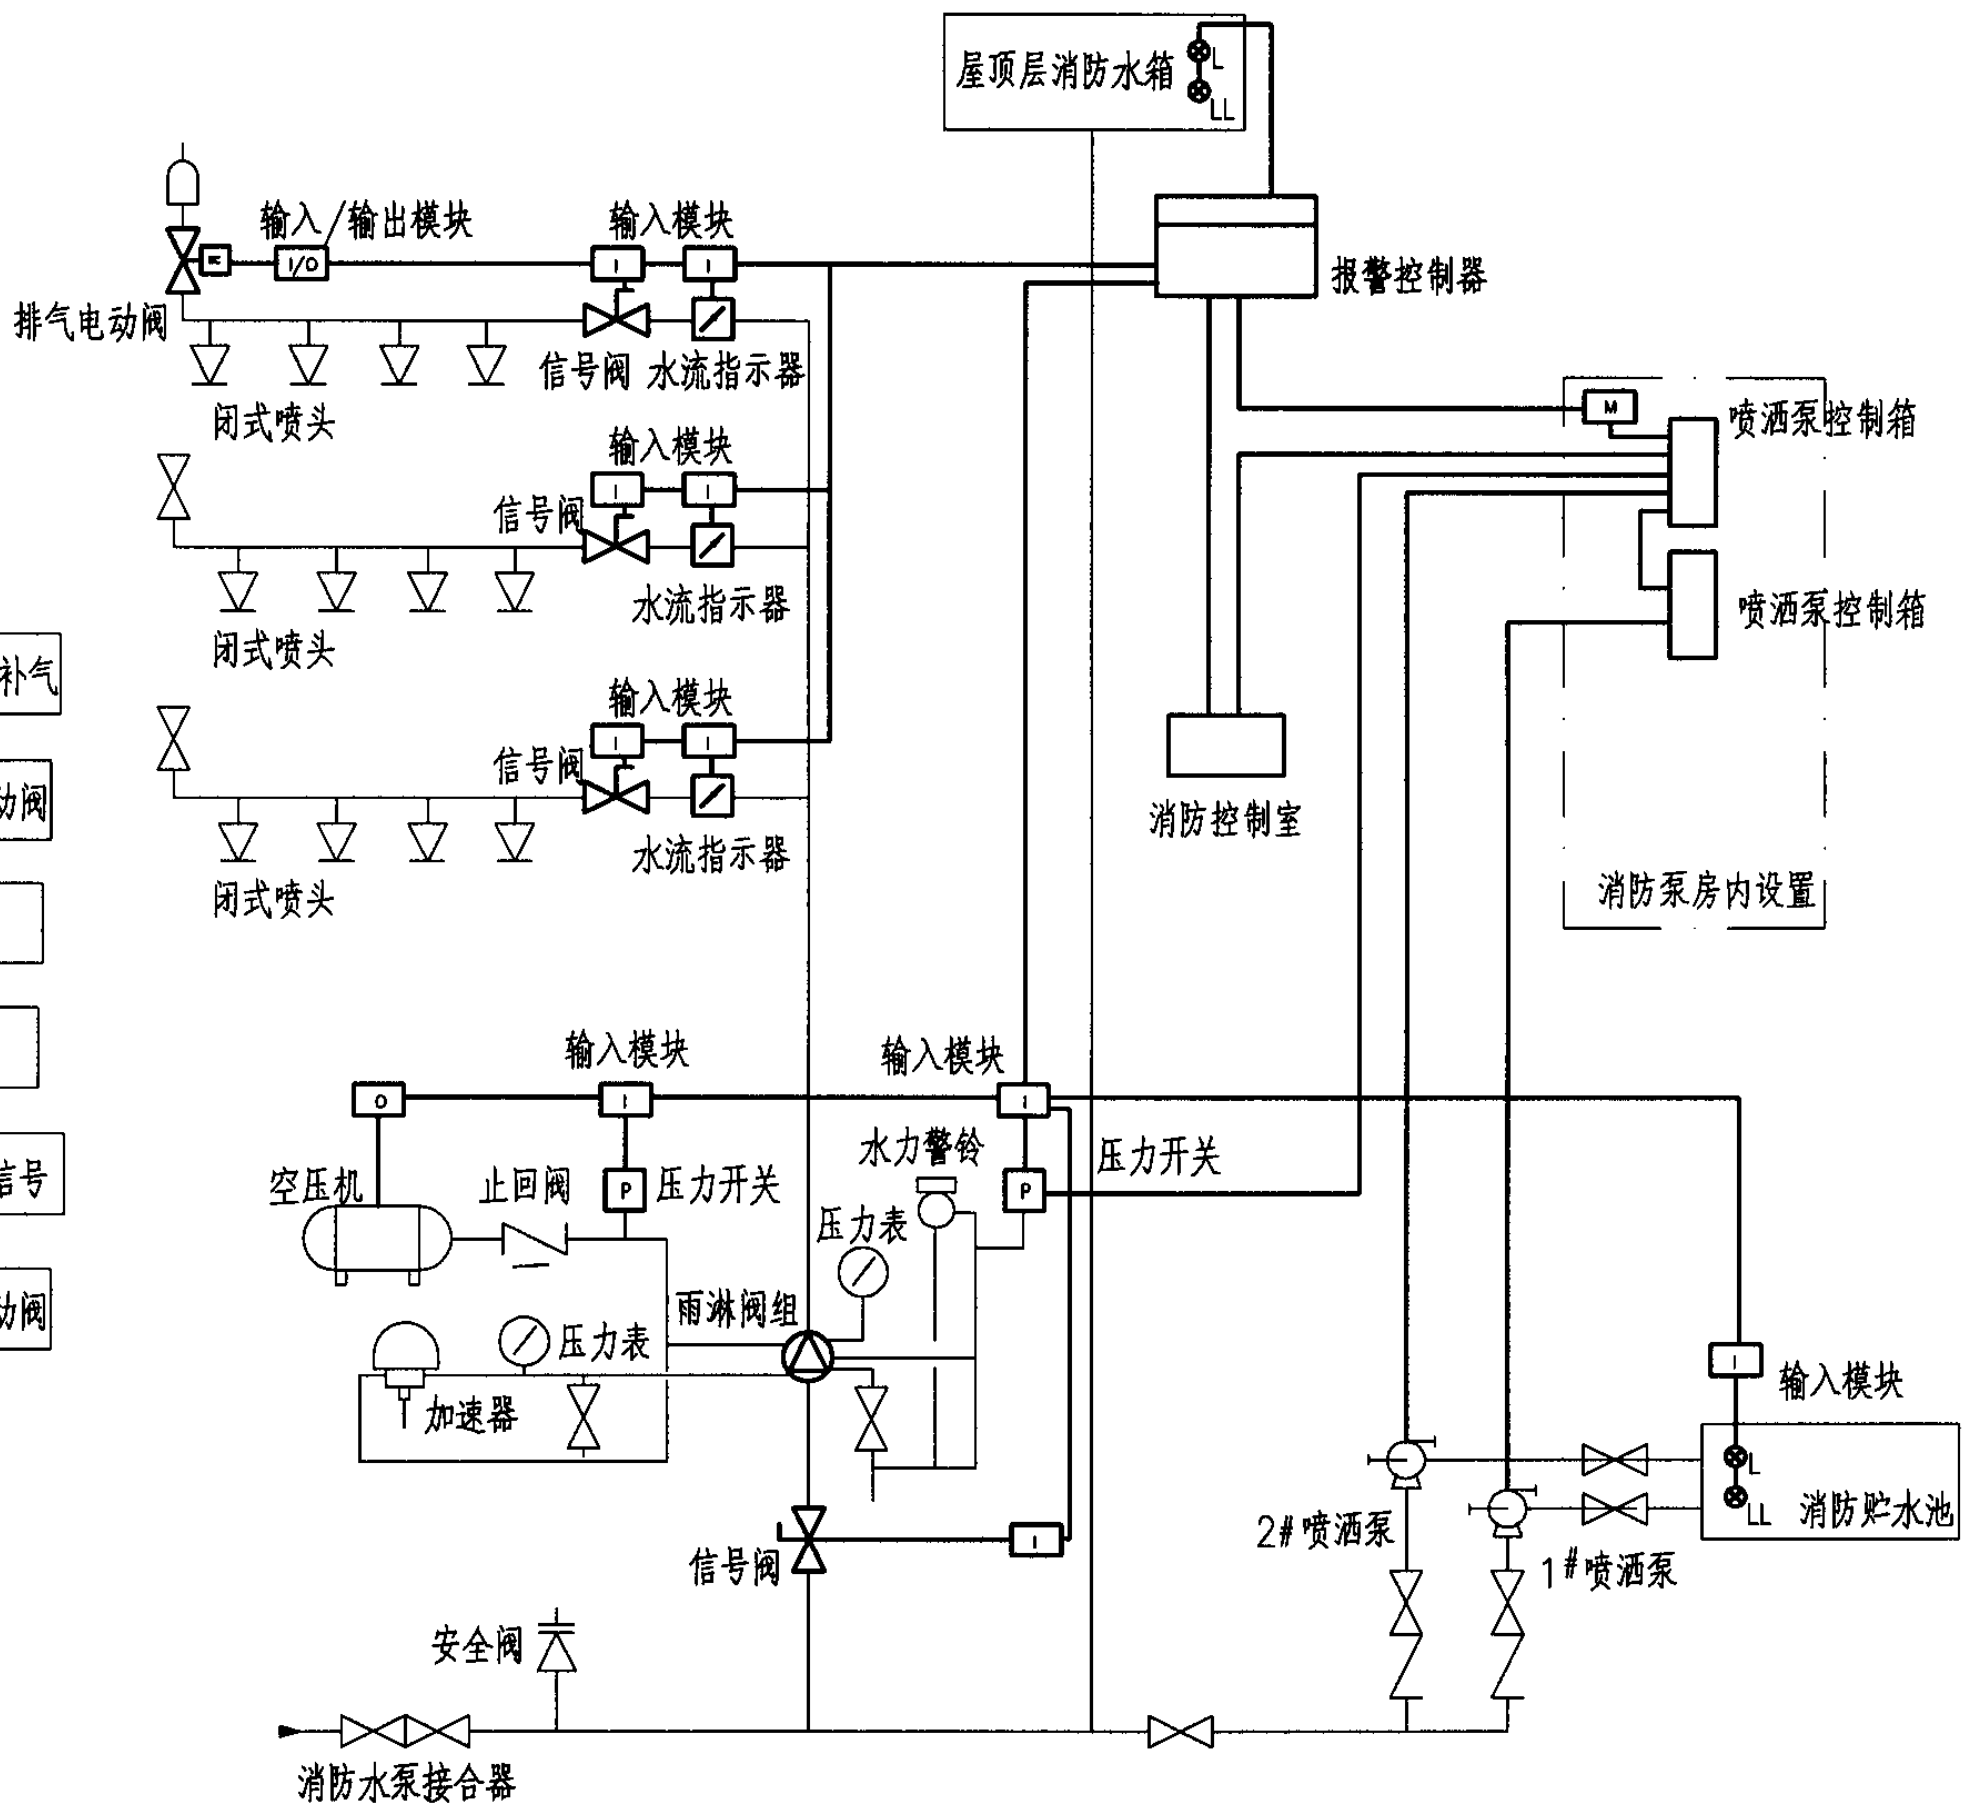 屋顶层消防水箱
L
LL
输入/输出模块
输入模块
I/O
I
I
报警控制器
排气电动阀
信号阀
水流指示器
闭式喷头
M
喷洒泵控制箱
输入模块
I
I
信号阀
水流指示器
闭式喷头
喷洒泵控制箱
补气
输入模块
I
I
信号阀
动阀
消防控制室
水流指示器
闭式喷头
消防泵房内设置
输入模块
输入模块
O
I
I
水力警铃
压力开关
空压机
止回阀
P
压力开关
P
信号
压力表
雨淋阀组
动阀
压力表
I
输入模块
加速器
L
LL
消防贮水池
2#喷洒泵
I
信号阀
1#喷洒泵
安全阀
消防水泵接合器